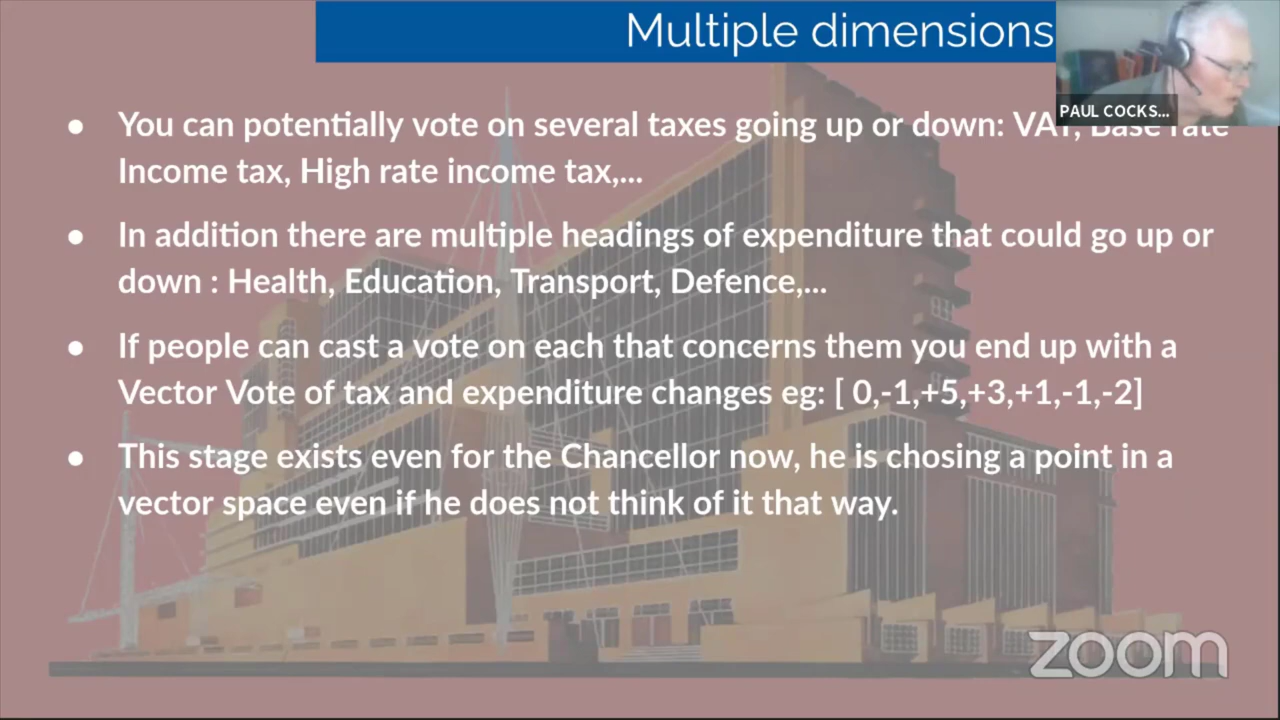 Multiple dimensions
PAUL COCKS...
● You can potentially vote on several taxes going up or down: VAT, Base rate
Income tax, High rate income tax,...
● In addition there are multiple headings of expenditure that could go up or
down : Health, Education, Transport, Defence,...
● If people can cast a vote on each that concerns them you end up with a
Vector Vote of tax and expenditure changes eg: [ 0,-1,+5,+3,+1,-1,-2]
● This stage exists even for the Chancellor now, he is chosing a point in a
vector space even if he does not think of it that way.
zoom